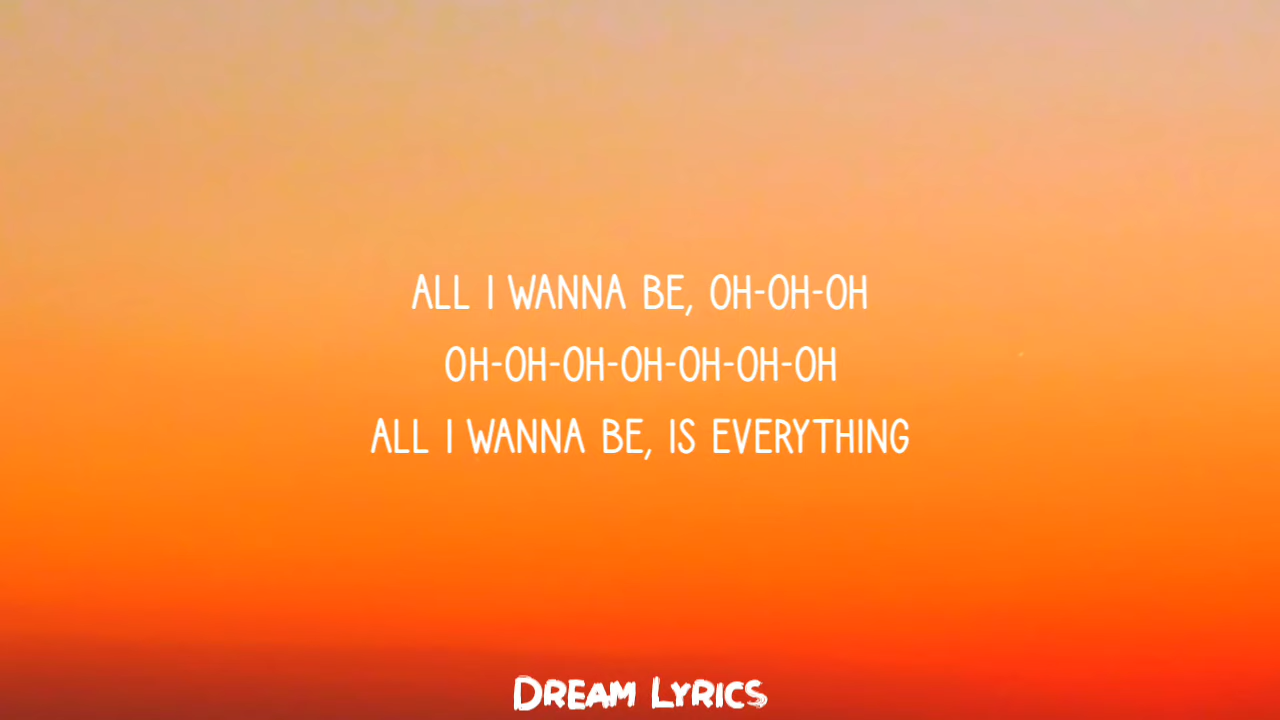 ALL I WANNA BE, OH-OH-OH
OH-OH-OH-OH-OH-OH-OH
ALL I WANNA BE, IS EVERYTHING
DREAM LYRICS